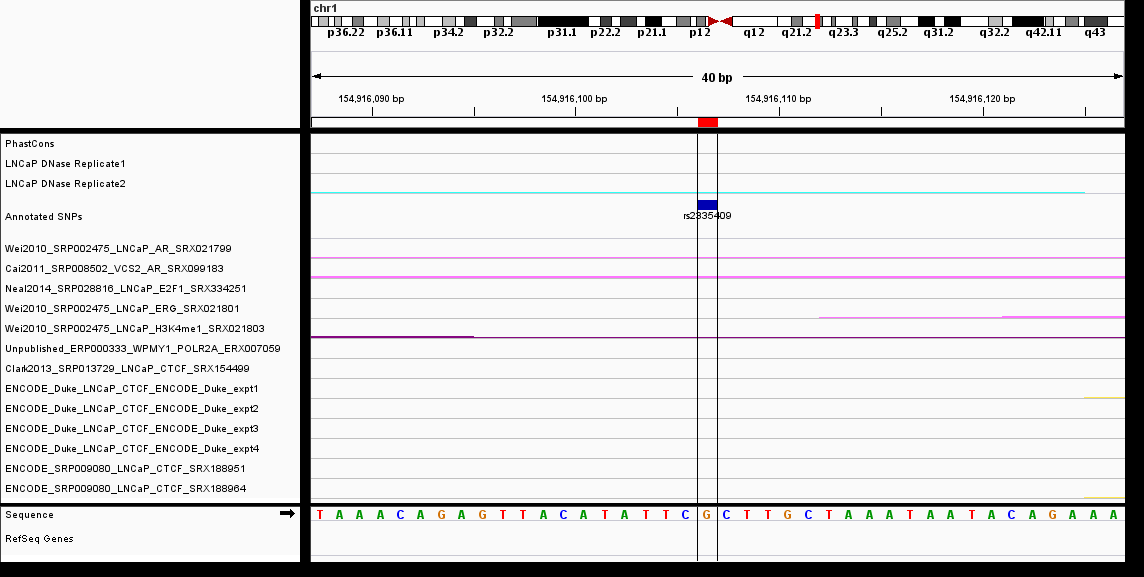 chr1
p36.22 p36.11 p34.2 p32.2 p31.1 p22.2 p21.1 p12 q12 q21.2 q23.3 q25.2 q31.2 q32.2 q42.11 q43
40 bp
154,916,090 bp 154,916,100 bp 154,916,110 bp 154,916,120 bp
PhastCons
LNCaP DNase Replicate1
LNCaP DNase Replicate2
Annotated SNPs
rs2335409
Wei2010_SRP002475_LNCaP_AR_SRX021799
Cai2011_SRP008502_VCS2_AR_SRX099183
Neal2014_SRP028816_LNCaP_E2F1_SRX334251
Wei2010_SRP002475_LNCaP_ERG_SRX021801
Wei2010_SRP002475_LNCaP_H3K4me1_SRX021803
Unpublished_ERP000333_WPMY1_POLR2A_ERX007059
Clark2013_SRP013729_LNCaP_CTCF_SRX154499
ENCODE_Duke_LNCaP_CTCF_ENCODE_Duke_expt1
ENCODE_Duke_LNCaP_CTCF_ENCODE_Duke_expt2
ENCODE_Duke_LNCaP_CTCF_ENCODE_Duke_expt3
ENCODE_Duke_LNCaP_CTCF_ENCODE_Duke_expt4
ENCODE_SRP009080_LNCaP_CTCF_SRX188951
ENCODE_SRP009080_LNCaP_CTCF_SRX188964
Sequence T A A A C A G A G T T A C A T A T T C G C T T G C T A A A T A A T A C A G A A A
RefSeq Genes